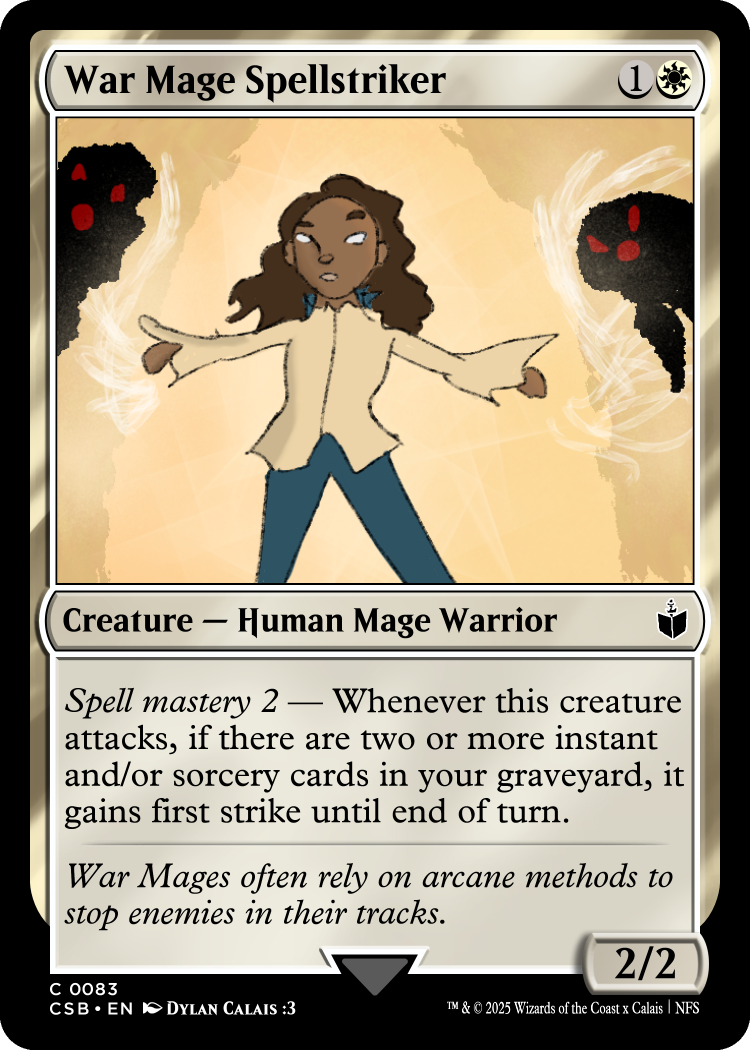 War Mage Spellstriker 1
Creature — Human Mage Warrior
Spell mastery 2 — Whenever this creature
attacks, if there are two or more instant
and/or sorcery cards in your graveyard, it
gains first strike until end of turn.
War Mages often rely on arcane methods to
stop enemies in their tracks.
2/2
C 0083
CSB • EN DYLAN CALAIS :3
™ & © 2025 Wizards of the Coast x Calais | NFS